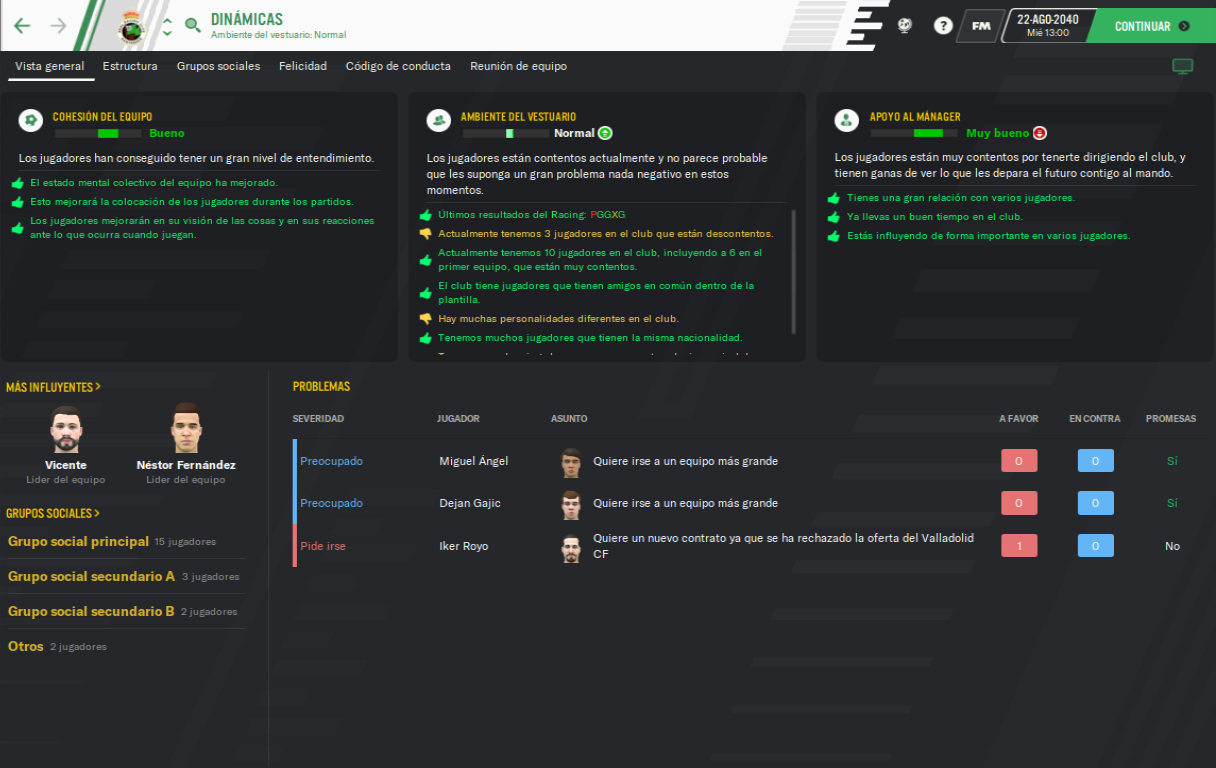 DINÁMICAS
Ambiente del vestuario: Normal
?
FM
22-AGO-2040
Mié 13:00
CONTINUAR
Vista general
Estructura
Grupos sociales
Felicidad
Código de conducta
Reunión de equipo
COHESIÓN DEL EQUIPO
Bueno
Los jugadores han conseguido tener un gran nivel de entendimiento.
El estado mental colectivo del equipo ha mejorado.
Esto mejorará la colocación de los jugadores durante los partidos.
Los jugadores mejorarán en su visión de las cosas y en sus reacciones
ante lo que ocurra cuando juegan.
AMBIENTE DEL VESTUARIO
Normal
Los jugadores están contentos actualmente y no parece probable
que les suponga un gran problema nada negativo en estos
momentos.
Últimos resultados del Racing: PGGXG
Actualmente tenemos 3 jugadores en el club que están descontentos.
Actualmente tenemos 10 jugadores en el club, incluyendo a 6 en el
primer equipo, que están muy contentos.
El club tiene jugadores que tienen amigos en común dentro de la
plantilla.
Hay muchas personalidades diferentes en el club.
Tenemos muchos jugadores que tienen la misma nacionalidad.
APOYO AL MÁNAGER
Muy bueno
Los jugadores están muy contentos por tenerte dirigiendo el club, y
tienen ganas de ver lo que les depara el futuro contigo al mando.
Tienes una gran relación con varios jugadores.
Ya llevas un buen tiempo en el club.
Estás influyendo de forma importante en varios jugadores.
MÁS INFLUYENTES >
Vicente
Líder del equipo
Néstor Fernández
Líder del equipo
GRUPOS SOCIALES >
Grupo social principal 15 jugadores
Grupo social secundario A 3 jugadores
Grupo social secundario B 2 jugadores
Otros 2 jugadores
PROBLEMAS
SEVERIDAD JUGADOR ASUNTO A FAVOR EN CONTRA PROMESAS
Preocupado Miguel Ángel Quiere irse a un equipo más grande 0 0 Sí
Preocupado Dejan Gajic Quiere irse a un equipo más grande 0 0 Sí
Pide irse Iker Royo Quiere un nuevo contrato ya que se ha rechazado la oferta del Valladolid 1 0 No
CF